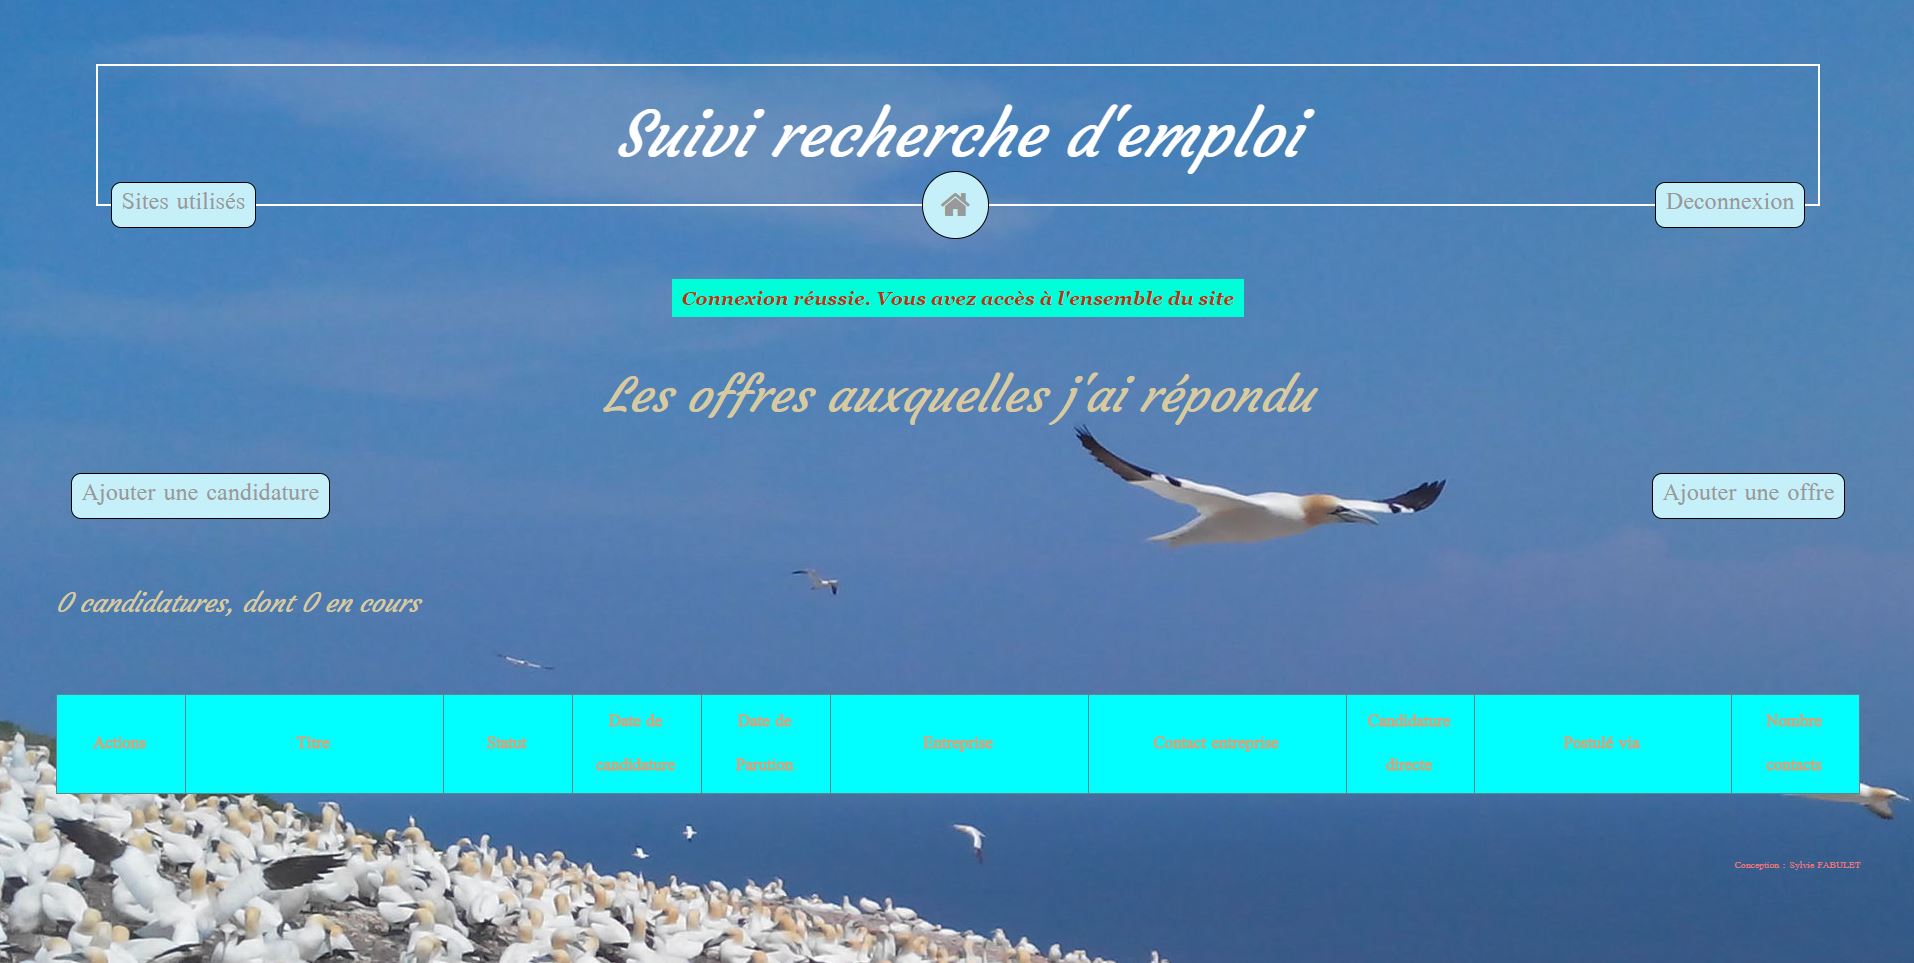 Suivi recherche d'emploi
Sites utilisés
Deconnexion
Connexion réussie. Vous avez accès à l'ensemble du site
Les offres auxquelles j'ai répondu
Ajouter une candidature
Ajouter une offre
0 candidatures, dont 0 en cours
Actions
Titre
Statut
Date de
candidature
Date de
Parution
Entreprise
Contact entreprise
Candidature
directe
Postulé via
Nombre
contacts
Conception : Sylvie FABULET